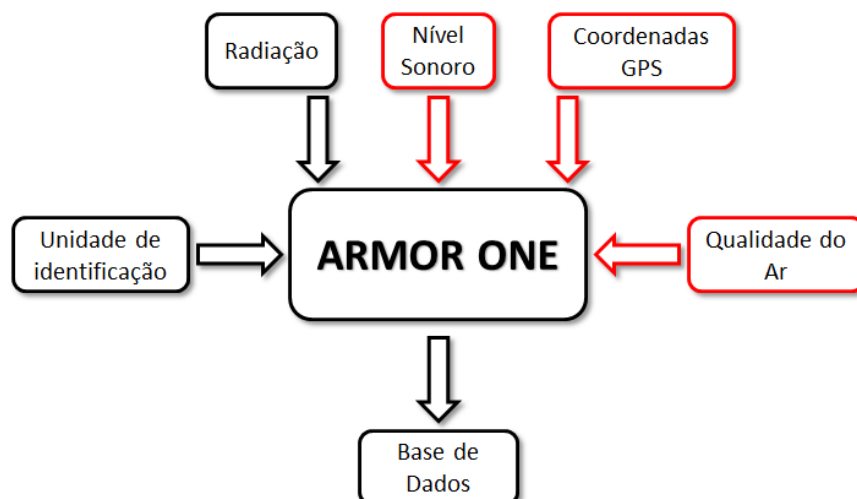 Radiação
Nível
Sonoro
Coordenadas
GPS
Unidade de
identificação
ARMOR ONE
Qualidade do
Ar
Base de
Dados